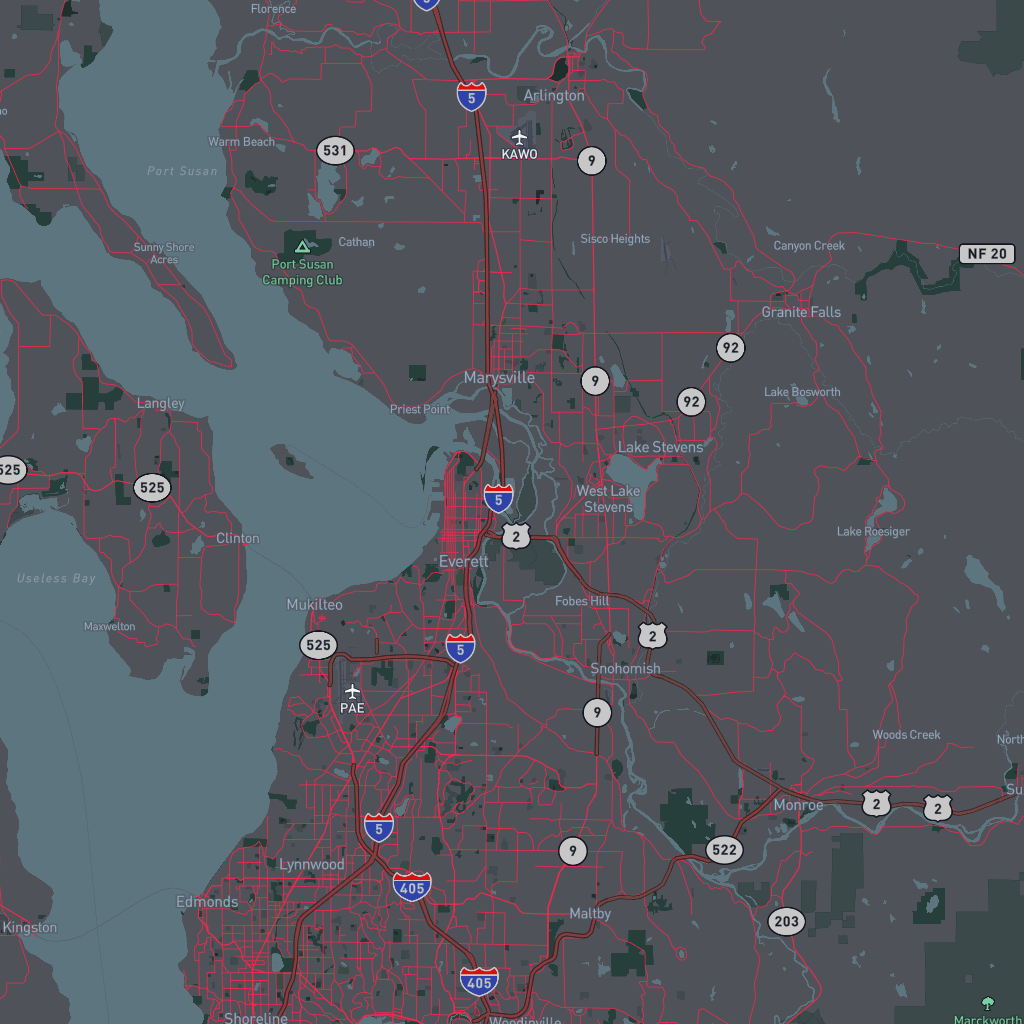 5
Florence
5
Arlington
KAWO
Warm Beach
531
9
Port Susan
Sunny Shore
Acres
Cathan
Sisco Heights
Canyon Creek
NF 20
Port Susan
Camping Club
Granite Falls
92
Marysville
9
92
Lake Bosworth
Langley
Priest Point
Lake Stevens
525
525
West Lake
Stevens
5
Lake Roesiger
Clinton
2
Everett
Useless Bay
Mukilteo
Fobes Hill
Maxwelton
525
5
2
Snohomish
PAE
9
Woods Creek
North
Su
Monroe
2
2
5
9
522
Lynnwood
405
Edmonds
Maltby
203
Kingston
405
Shoreline
Woodinville
Marckworth